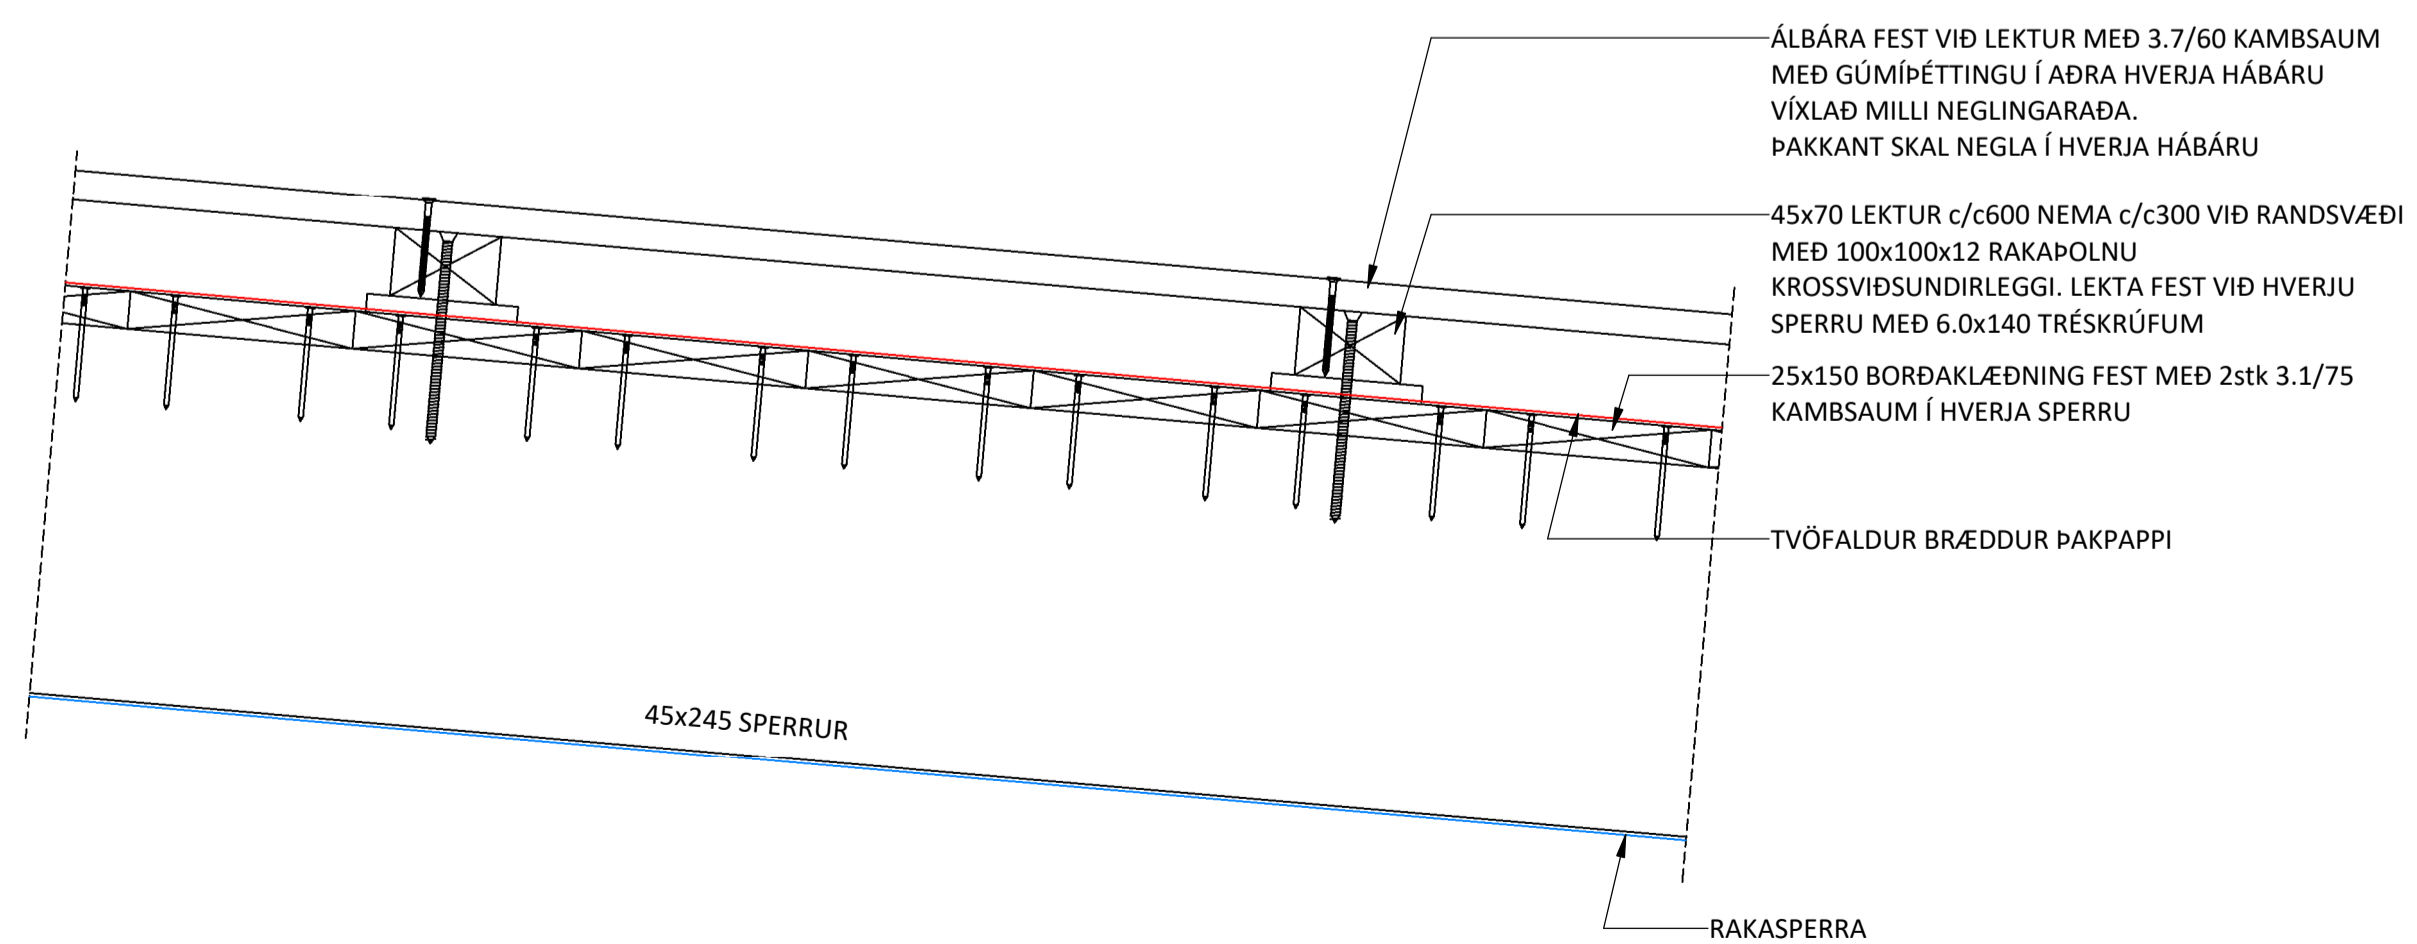 ÁLBÁRA FEST VIÐ LEKTUR MEÐ 3.7/60 KAMBSAUM
MEÐ GÚMÍÞÉTTINGU Í AÐRA HVERJA HÁBÁRU
VÍXLAÐ MILLI NEGLINGARAÐA.
ÞAKKANT SKAL NEGLA Í HVERJA HÁBÁRU
45x70 LEKTUR c/c600 NEMA c/c300 VIÐ RANDSVÆÐI
MEÐ 100x100x12 RAKAÞOLNU
KROSSVIÐSUNDIRLEGGI. LEKTA FEST VIÐ HVERJU
SPERRU MEÐ 6.0x140 TRÉSKRÚFUM
25x150 BORÐAKLÆÐNING FEST MEÐ 2stk 3.1/75
KAMBSAUM Í HVERJA SPERRU
TVÖFALDUR BRÆDDUR ÞAKPAPPI
45x245 SPERRUR
RAKASPERRA